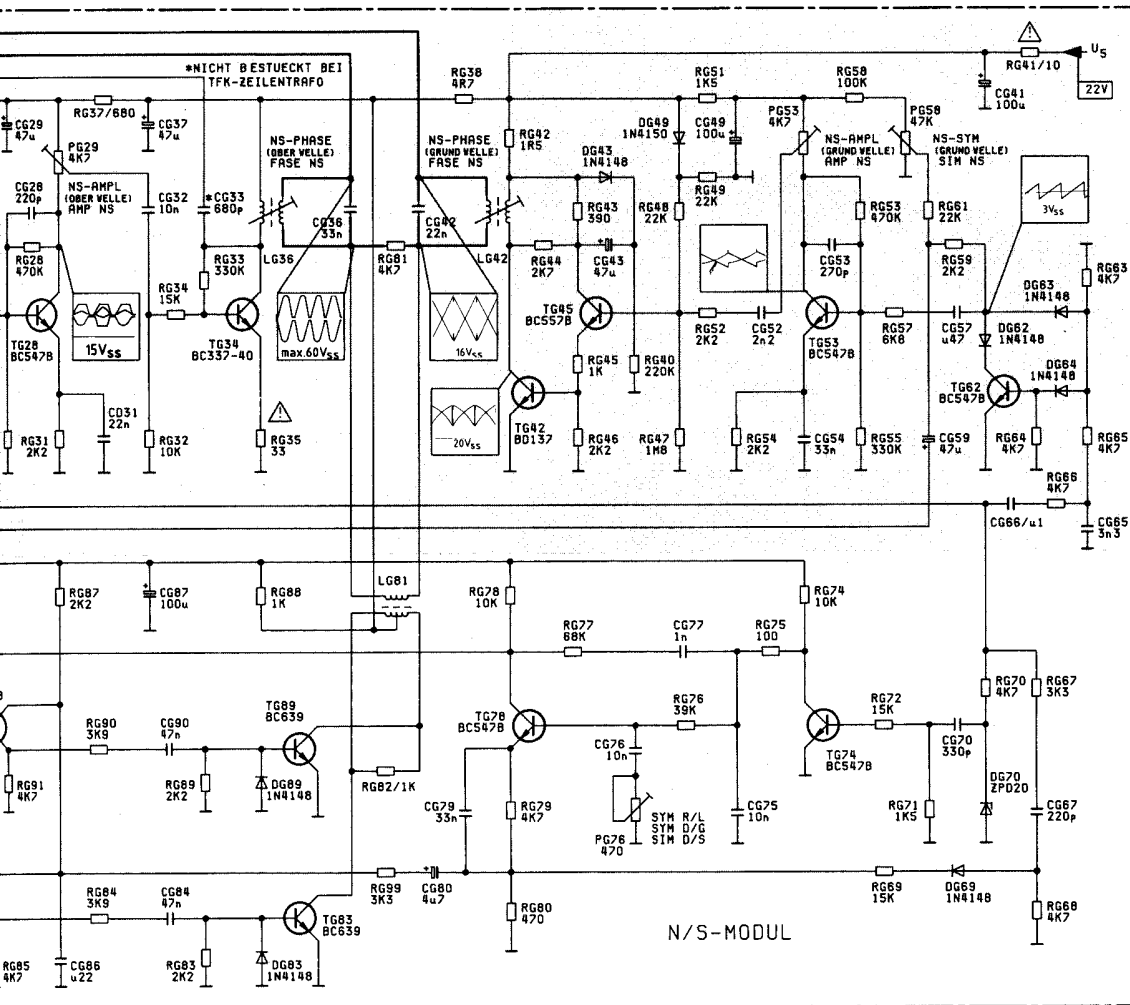 *NICHT BESTUECKT BEI
TFK-ZEILENTRAFO
RG38
4R7
RG51
1K5
RG58
100K
RG41/10
U5
22V
CG41
100u
CG29
47u
RG37/680
CG37
47u
PG29
4K7
NS-PHASE
(OBER WELLE)
FASE NS
NS-PHASE
(GRUND WELLE)
FASE NS
RG42
1R5
DG43
1N4148
DG49
1N4150
CG49
100u
PG53
4K7
NS-AMPL
(GRUND WELLE)
AMP NS
PG58
47K
NS-SYM
(GRUND WELLE)
SIM NS
CG28
220p
NS-AMPL
(OBER WELLE)
AMP NS
CG32
10n
*CG33
680p
CG36
33n
CG42
22n
RG43
390
RG48
22K
RG49
22K
RG53
470K
RG61
22K
3Vss
RG28
470K
RG33
330K
LG36
RG81
4K7
LG42
RG44
2K7
CG43
47u
CG53
270p
RG59
2K2
RG63
4K7
RG34
15K
TG28
BC547B
15Vss
TG34
BC337-40
max.60Vss
16Vss
TG45
BC557B
RG52
2K2
CG52
2n2
TG53
BC547B
RG57
6K8
CG57
u47
DG63
1N4148
DG62
1N4148
DG64
1N4148
RG45
1K
RG40
220K
TG62
BC547B
20Vss
TG42
BD137
RG31
2K2
CD31
22n
RG32
10K
RG35
33
RG46
2K2
RG47
1M8
RG54
2K2
CG54
33n
RG55
330K
CG59
47u
RG64
4K7
RG65
4K7
RG66
4K7
CG66/u1
CG65
3n3
RG87
2K2
CG87
100u
RG88
1K
LG81
RG78
10K
RG74
10K
RG77
68K
CG77
1n
RG75
100
RG70
4K7
RG67
3K3
RG90
3K9
CG90
47n
TG89
BC639
TG78
BC547B
RG76
39K
RG72
15K
CG70
330p
TG74
BC547B
CG76
10n
RG91
4K7
RG89
2K2
DG89
1N4148
RG82/1K
CG79
33n
RG79
4K7
PG76
470
SYM R/L
SYM D/G
SIM D/S
CG75
10n
RG71
1K5
DG70
ZPD20
CG67
220p
RG84
3K9
CG84
47n
TG83
BC639
RG99
3K3
CG80
4u7
RG80
470
RG69
15K
DG69
1N4148
RG68
4K7
N/S-MODUL
RG85
4K7
CG86
u22
RG83
2K2
DG83
1N4148